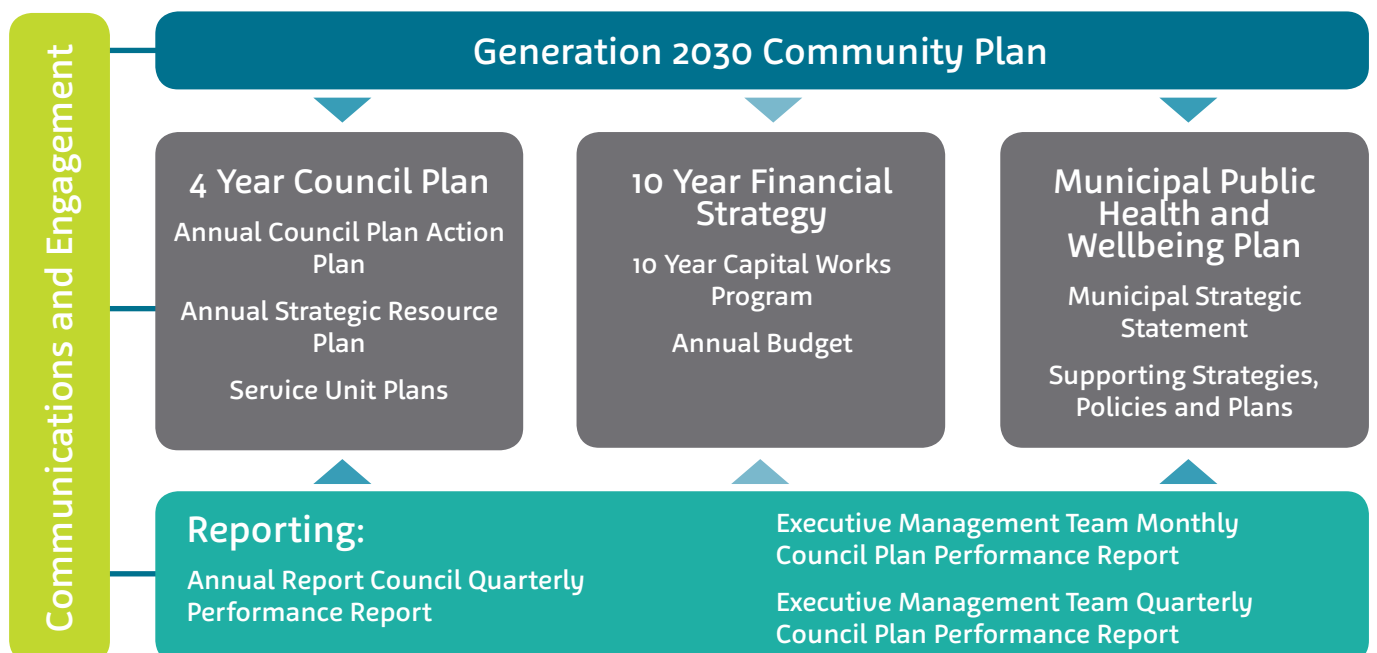 Communications and Engagement
Generation 2030 Community Plan
4 Year Council Plan
Annual Council Plan Action
Plan
Annual Strategic Resource
Plan
Service Unit Plans
10 Year Financial
Strategy
10 Year Capital Works
Program
Annual Budget
Municipal Public
Health and
Wellbeing Plan
Municipal Strategic
Statement
Supporting Strategies,
Policies and Plans
Reporting:
Annual Report Council Quarterly
Performance Report
Executive Management Team Monthly
Council Plan Performance Report
Executive Management Team Quarterly
Council Plan Performance Report